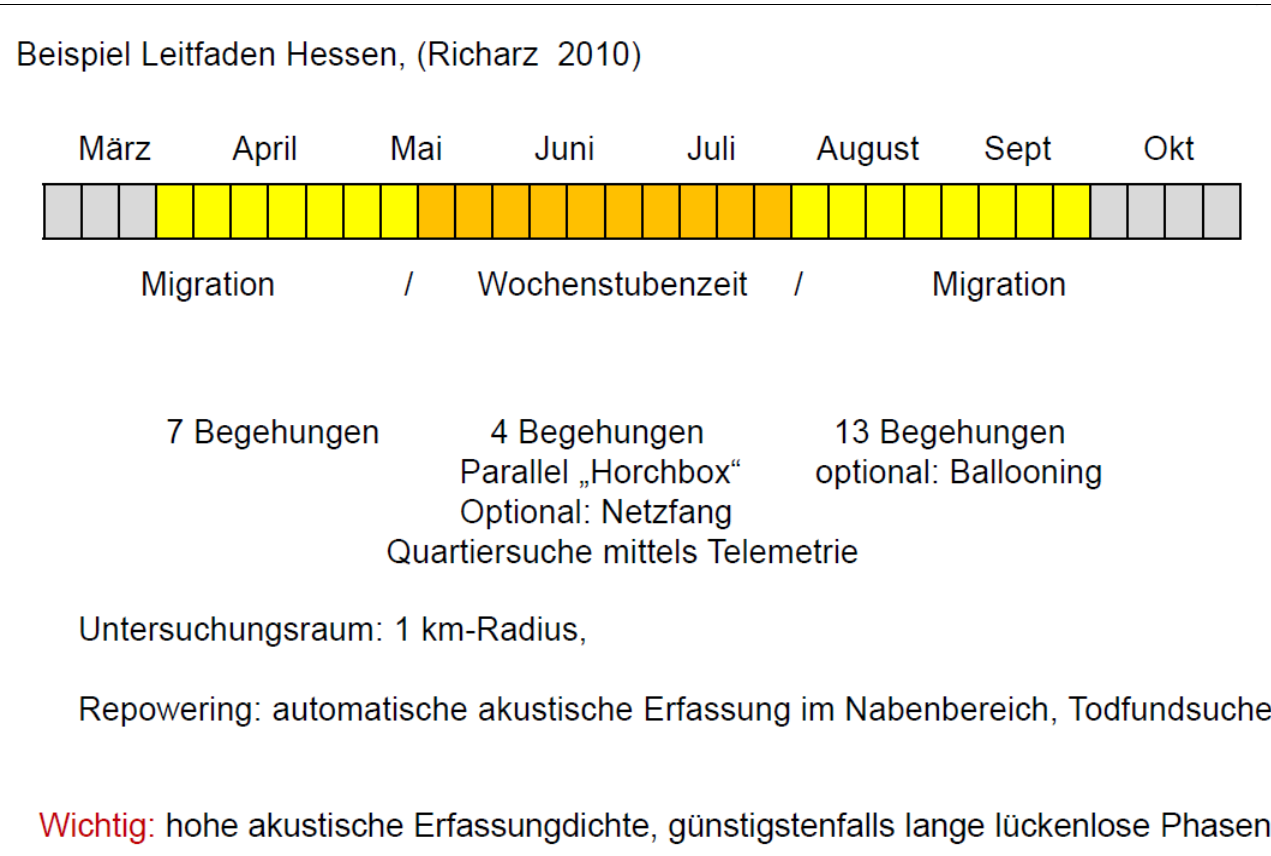 Beispiel Leitfaden Hessen, (Richarz 2010)
März April Mai Juni Juli August Sept Okt
Migration / Wochenstubenzeit / Migration
7 Begehungen 4 Begehungen 13 Begehungen
Parallel „Horchbox“ optional: Ballooning
Optional: Netzfang
Quartiersuche mittels Telemetrie
Untersuchungsraum: 1 km-Radius,
Repowering: automatische akustische Erfassung im Nabenbereich, Todfundsuche
Wichtig: hohe akustische Erfassungdichte, günstigstenfalls lange lückenlose Phasen